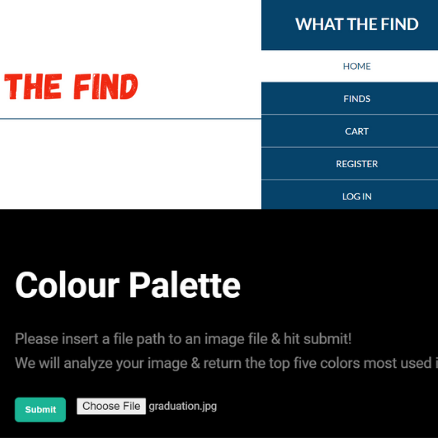 WHAT THE FIND
HOME
THE FIND
FINDS
CART
REGISTER
LOG IN
Colour Palette
Please insert a file path to an image file & hit submit!
We will analyze your image & return the top five colors most used
Submit
Choose File graduation.jpg